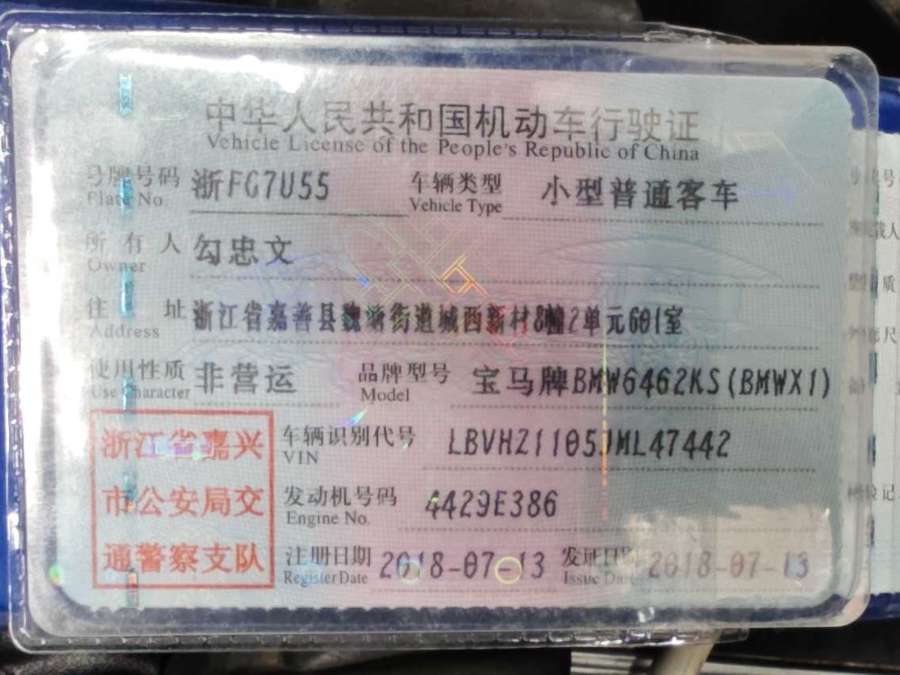 中华人民共和国机动车行驶证
Vehicle License of the People's Republic of China
号牌号码 浙FG7U55 车辆类型 小型普通客车
Plate No. Vehicle Type
所有人 勾忠文
Owner
住址 浙江省嘉善县魏塘街道城西新村8幢2单元601室
Address
使用性质 非营运 品牌型号 宝马牌BMW6462KS(BMWX1)
Use Character Model
浙江省嘉兴 车辆识别代号 LBVHZ1105JML47442
VIN
市公安局交 发动机号码 4429E386
Engine No.
通警察支队 注册日期 2018-07-13 发证日期 2018-07-13
Register Date Issue Date